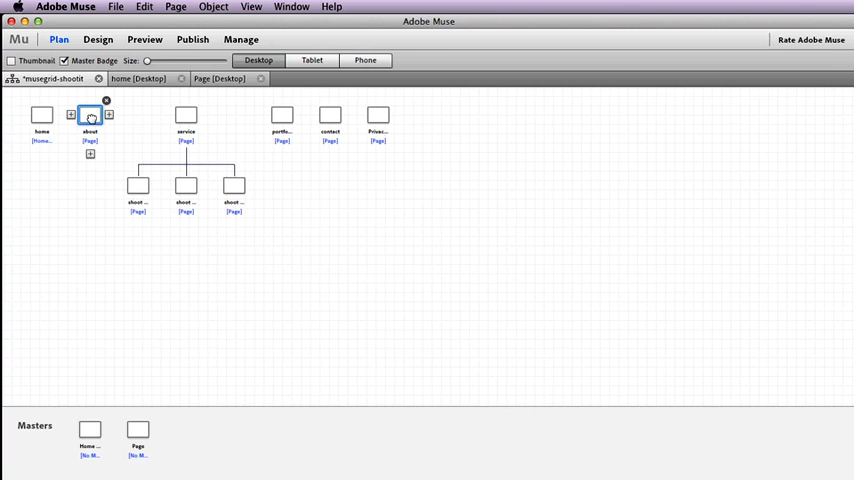 Adobe Muse File Edit Page Object View Window Help
Adobe Muse
Mu Plan Design Preview Publish Manage Rate Adobe Muse
Thumbnail Master Badge Size: Desktop Tablet Phone
*musegrid-shootit home [Desktop] Page [Desktop]
home about service portfo... contact Privac...
[Home... [Page] [Page] [Page] [Page] [Page]
shoot ... shoot ... shoot ...
[Page] [Page] [Page]
Masters
Home ... Page
[No M... [No M...